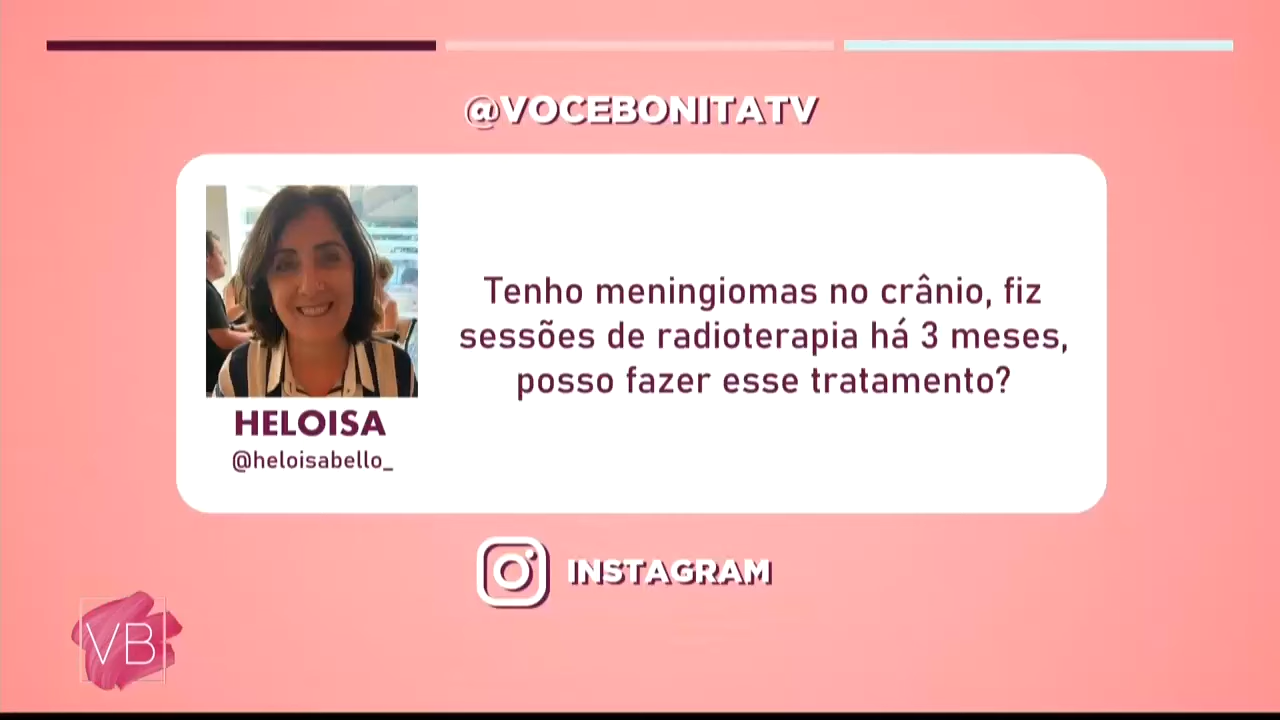 @VOCEBONITATV
Tenho meningiomas no crânio, fiz
sessões de radioterapia há 3 meses,
posso fazer esse tratamento?
HELOISA
@heloisabello_
INSTAGRAM
VB